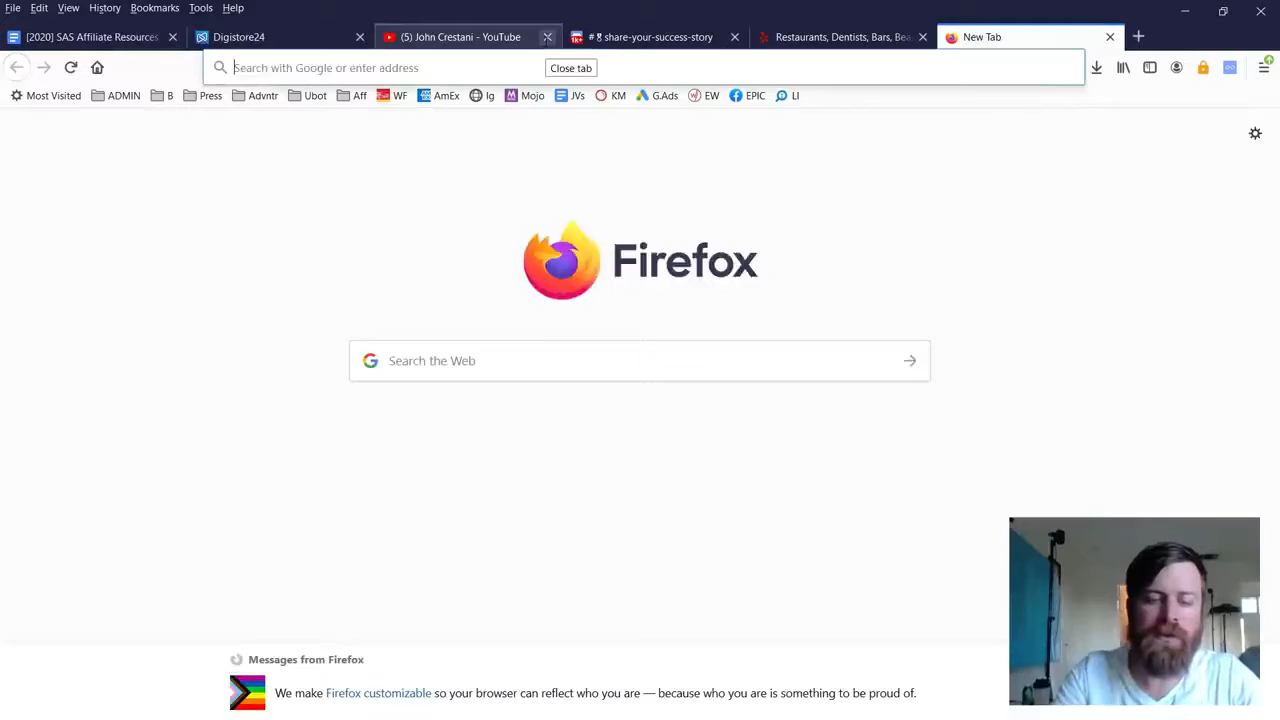 File Edit View History Bookmarks Tools Help
[2020] SAS Affiliate Resources
Digistore24
(5) John Crestani - YouTube
# share-your-success-story
Restaurants, Dentists, Bars, Bea
New Tab
Search with Google or enter address
Close tab
Most Visited ADMIN B Press Advntr Ubot Aff WF AmEx Ig Mojo JVs KM G.Ads EW EPIC LI
Firefox
Search the Web
Messages from Firefox
We make Firefox customizable so your browser can reflect who you are — because who you are is something to be proud of.